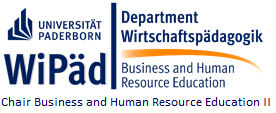 UNIVERSITÄT PADERBORN
WiPäd
Department
Wirtschaftspädagogik
Business and Human
Resource Education
Chair Business and Human Resource Education II